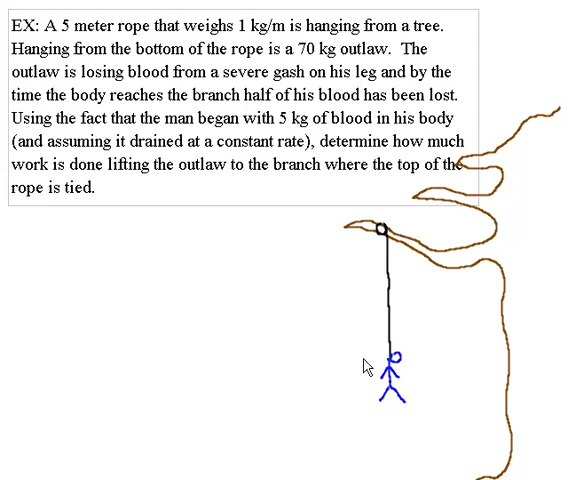 EX: A 5 meter rope that weighs 1 kg/m is hanging from a tree.
Hanging from the bottom of the rope is a 70 kg outlaw. The
outlaw is losing blood from a severe gash on his leg and by the
time the body reaches the branch half of his blood has been lost.
Using the fact that the man began with 5 kg of blood in his body
(and assuming it drained at a constant rate), determine how much
work is done lifting the outlaw to the branch where the top of the
rope is tied.